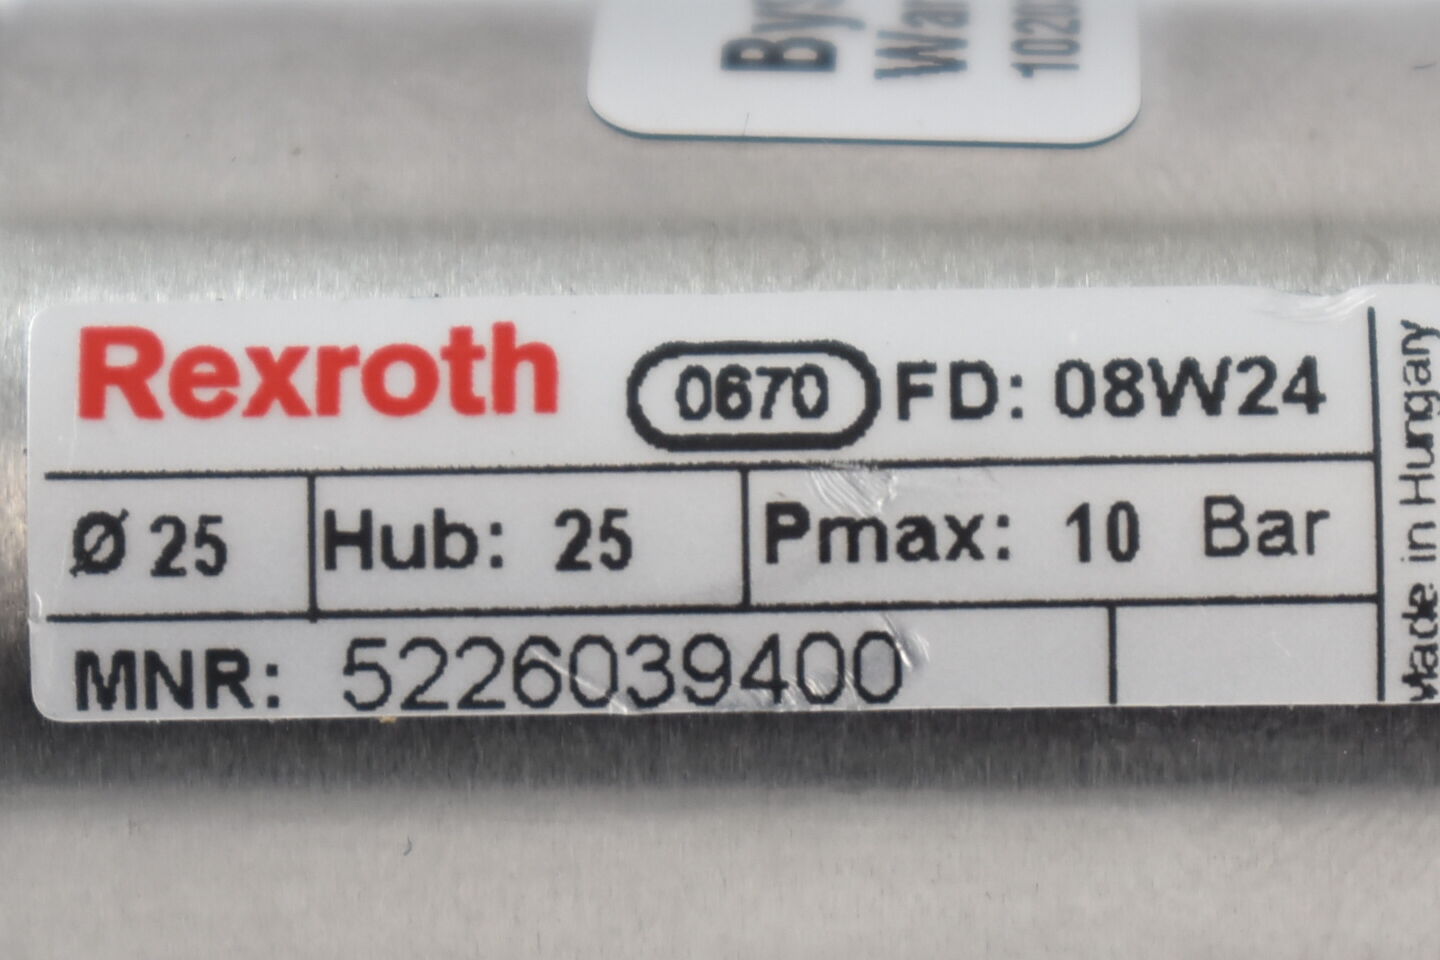 Rexroth 0670 FD: 08W24
Ø 25 Hub: 25 Pmax: 10 Bar
MNR: 5226039400
Made in Hungary